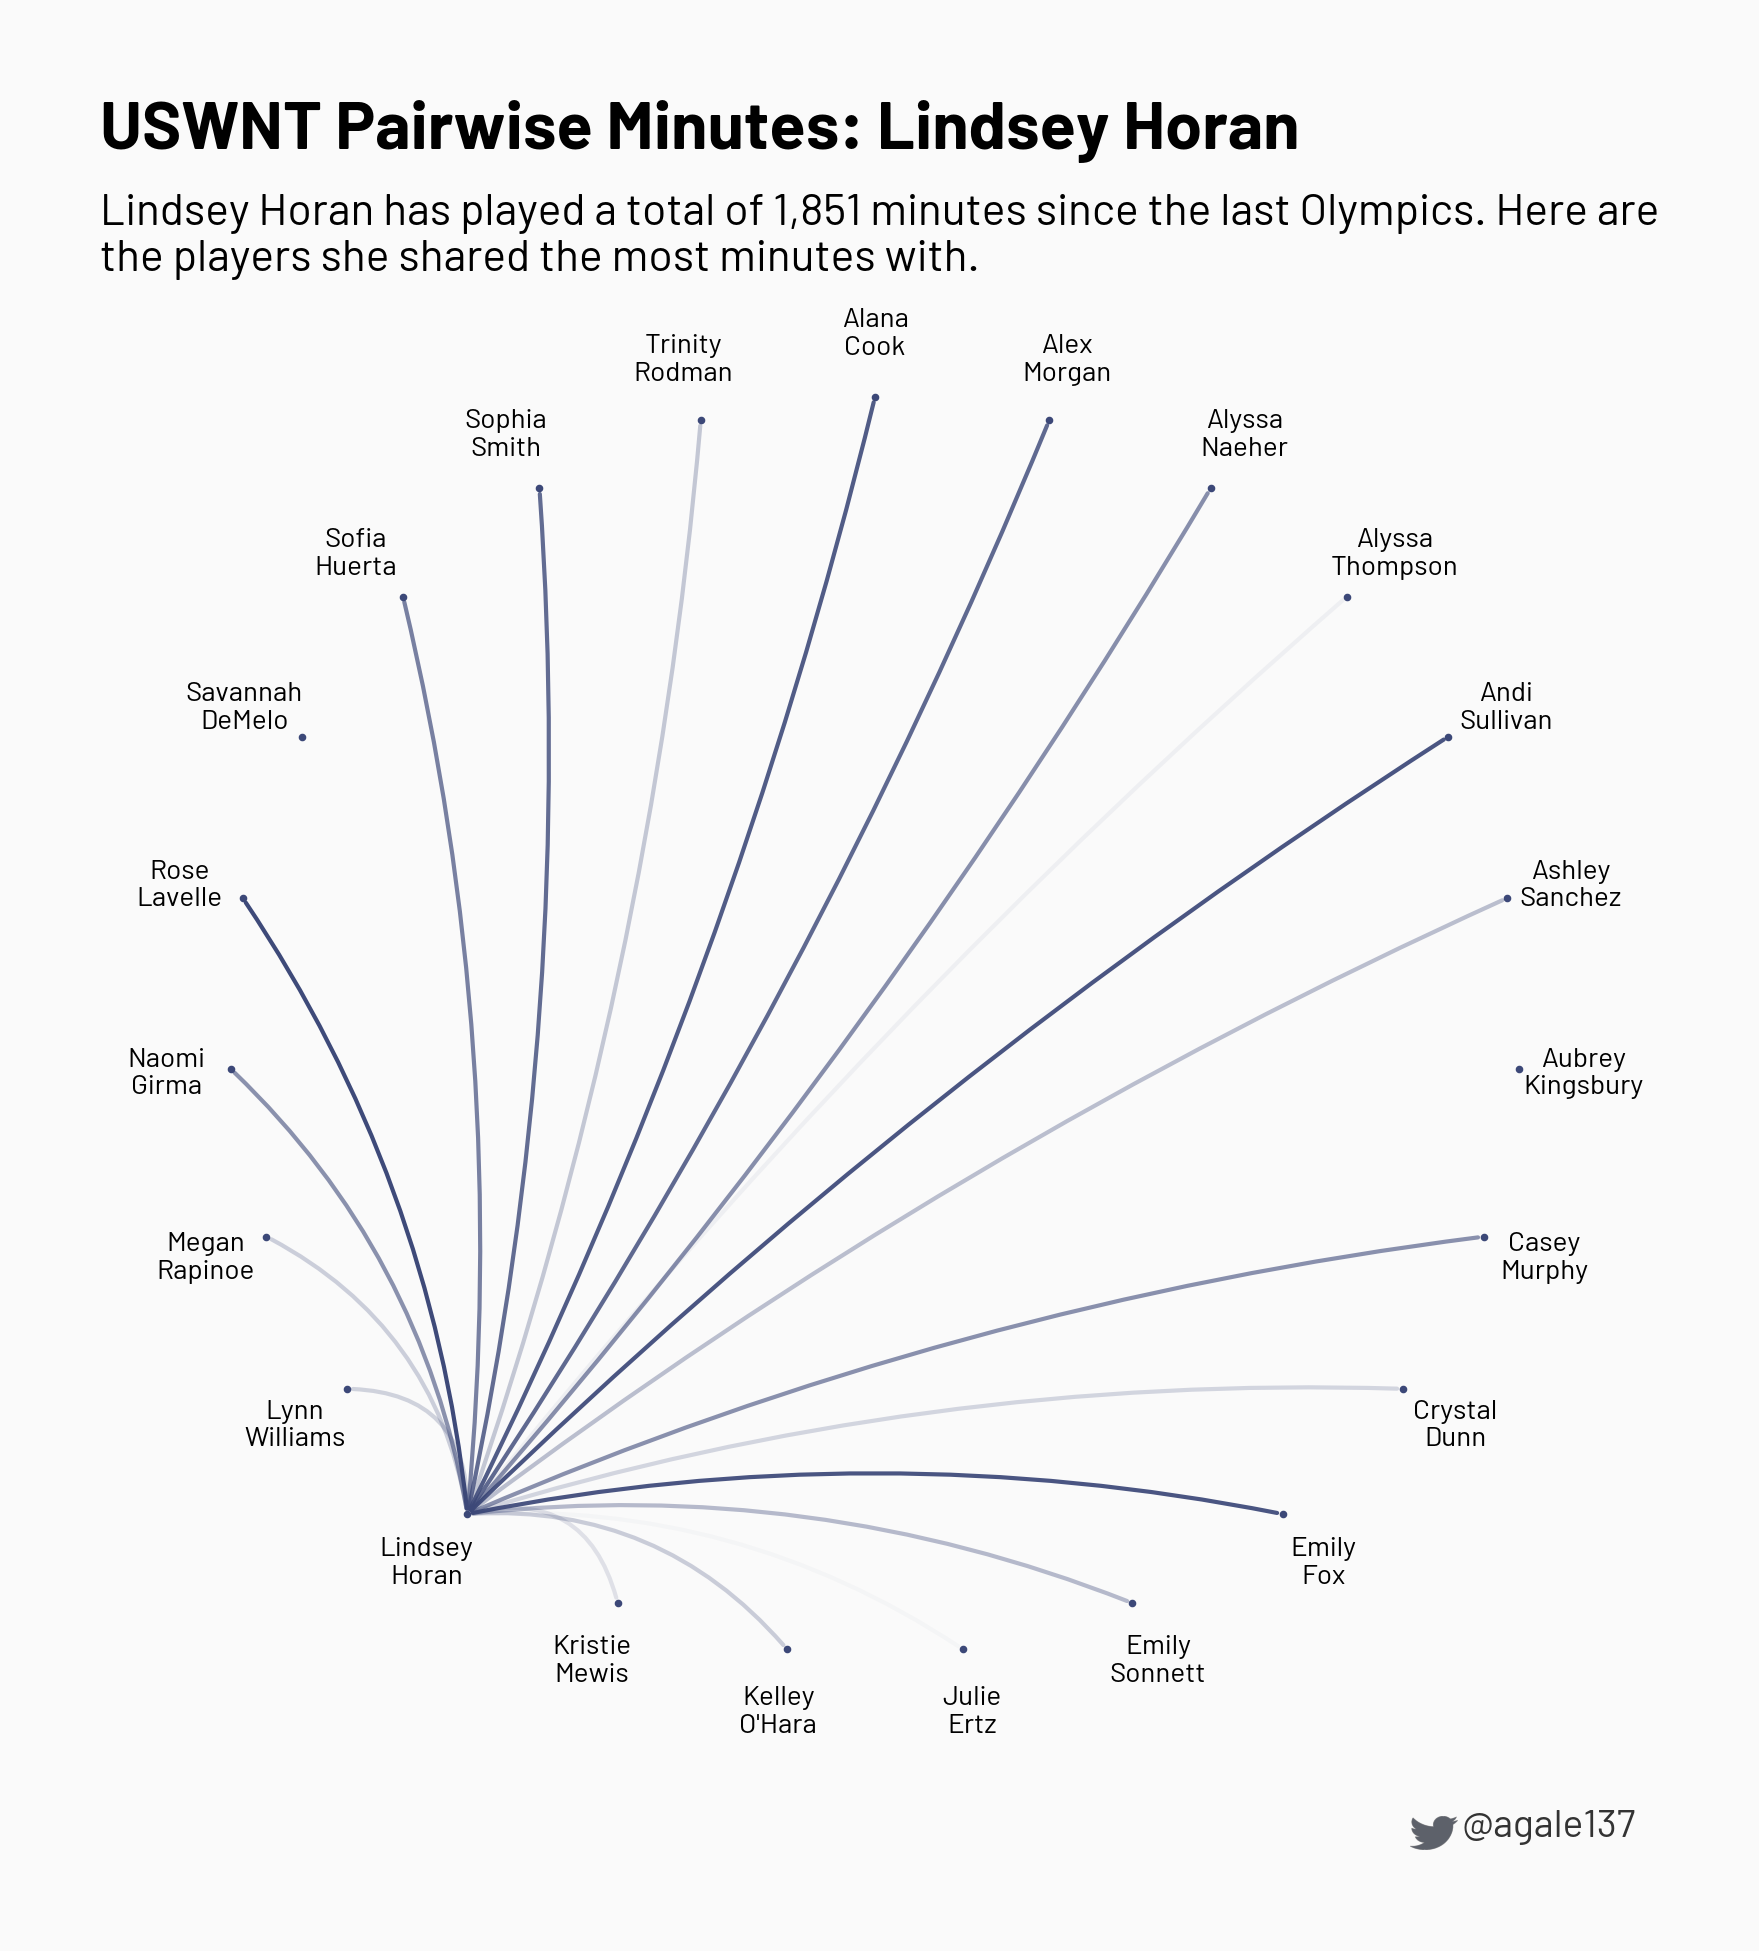 USWNT Pairwise Minutes: Lindsey Horan
Lindsey Horan has played a total of 1,851 minutes since the last Olympics. Here are
the players she shared the most minutes with.
Alana
Cook
Trinity
Rodman
Alex
Morgan
Sophia
Smith
Alyssa
Naeher
Sofia
Huerta
Alyssa
Thompson
Savannah
DeMelo
Andi
Sullivan
Rose
Lavelle
Ashley
Sanchez
Naomi
Girma
Aubrey
Kingsbury
Megan
Rapinoe
Casey
Murphy
Lynn
Williams
Crystal
Dunn
Lindsey
Horan
Emily
Fox
Kristie
Mewis
Emily
Sonnett
Kelley
O'Hara
Julie
Ertz
@agale137